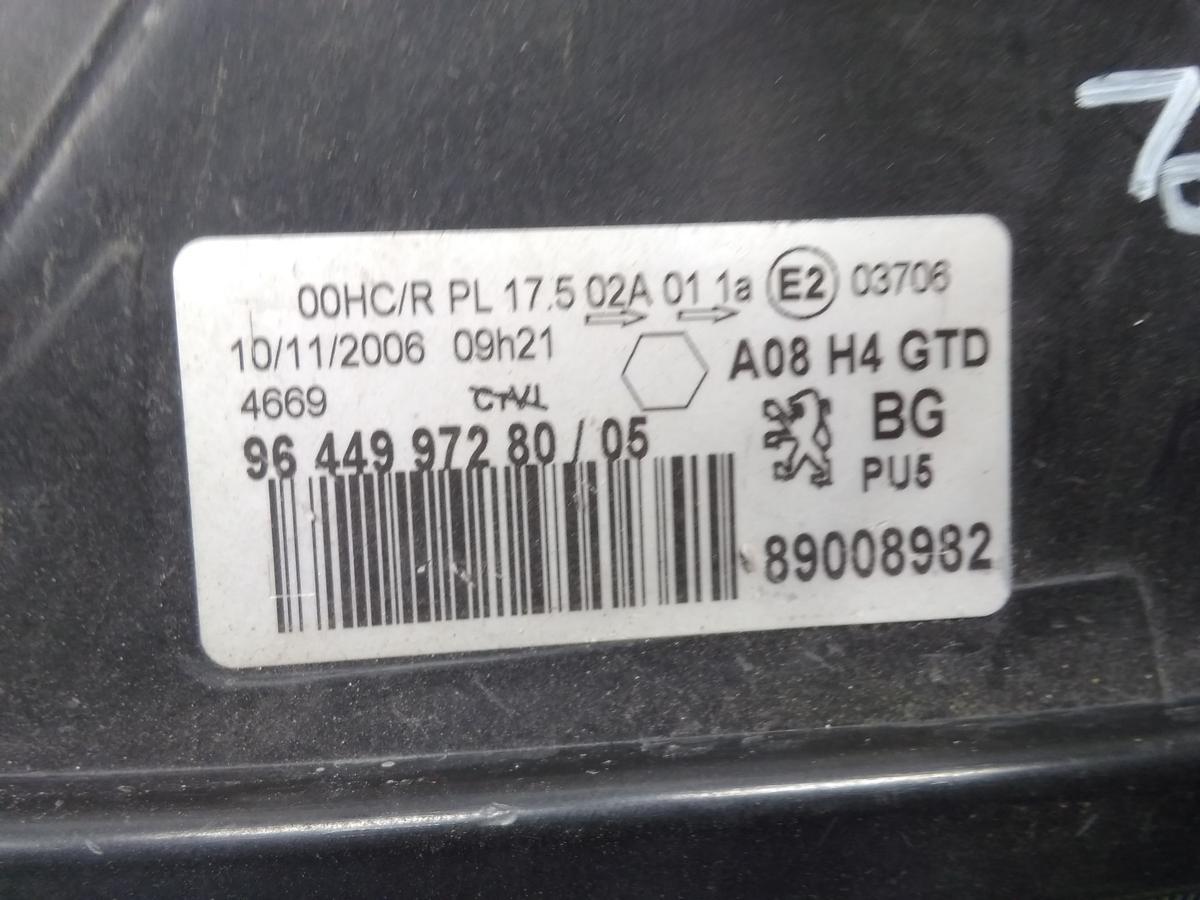 00HC/R PL 17.5 02A 01 1a E2 03706
10/11/2006 09h21
A08 H4 GTD
4669
BG
96 449 972 80 / 05
PU5
89008982